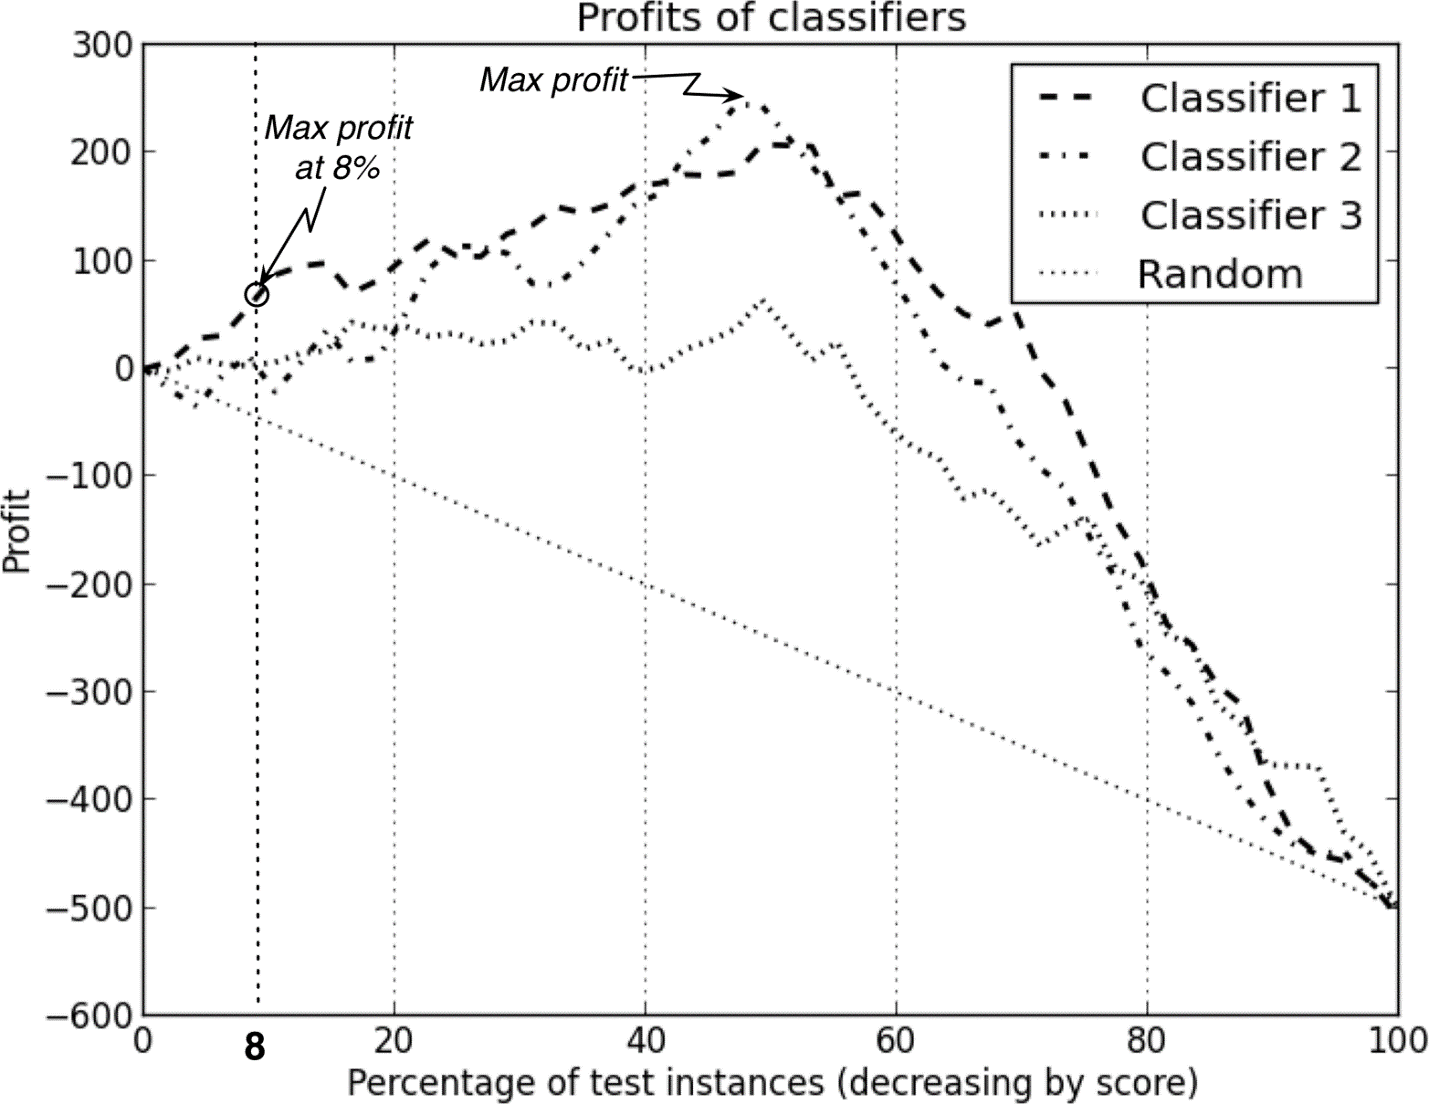 Profits of classifiers
300
200
100
0
−100
−200
−300
−400
−500
−600
Profit
Max profit
at 8%
Max profit
Classifier 1
Classifier 2
Classifier 3
Random
0
8
20
40
60
80
100
Percentage of test instances (decreasing by score)